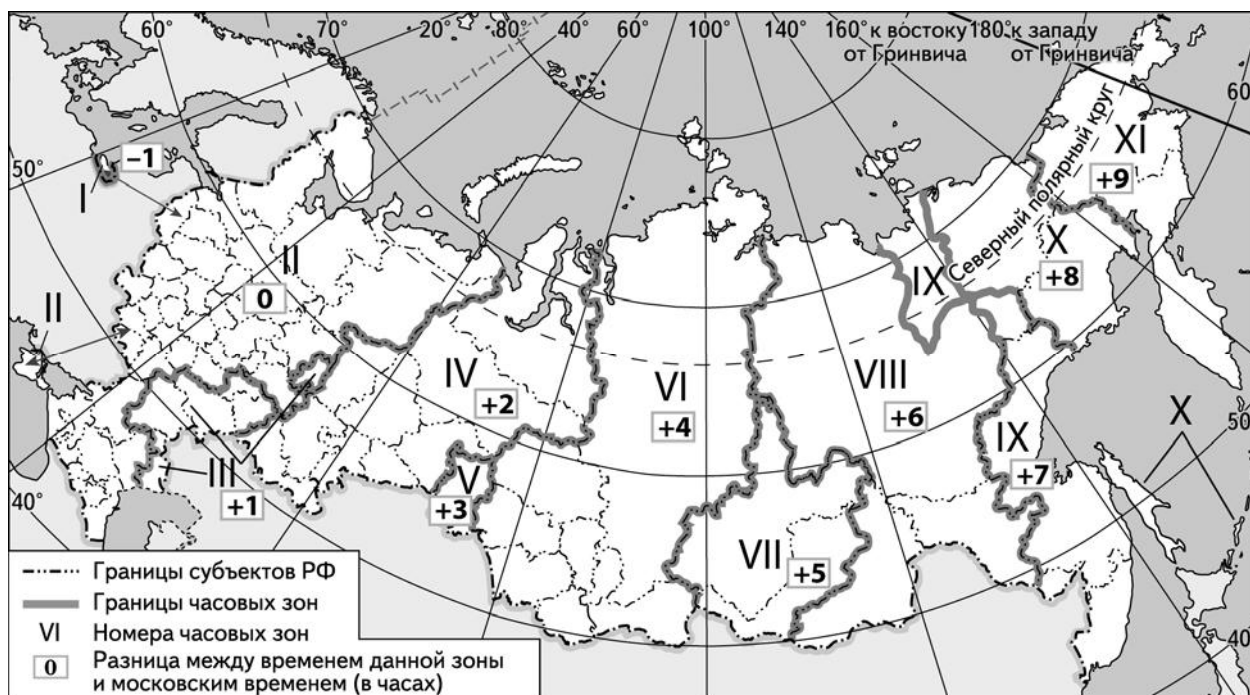 60°
70°
20°
80°
40°
60°
80°
100°
120°
140°
160° к востоку
от Гринвича
180° к западу
от Гринвича
60°
50°
I
–1
II
0
II
Северный полярный круг
XI
+9
X
+8
IX
IV
+2
VI
+4
VIII
+6
IX
+7
X
50°
III
+1
V
+3
VII
+5
40°
40°
Границы субъектов РФ
Границы часовых зон
VI Номера часовых зон
0 Разница между временем данной зоны
и московским временем (в часах)